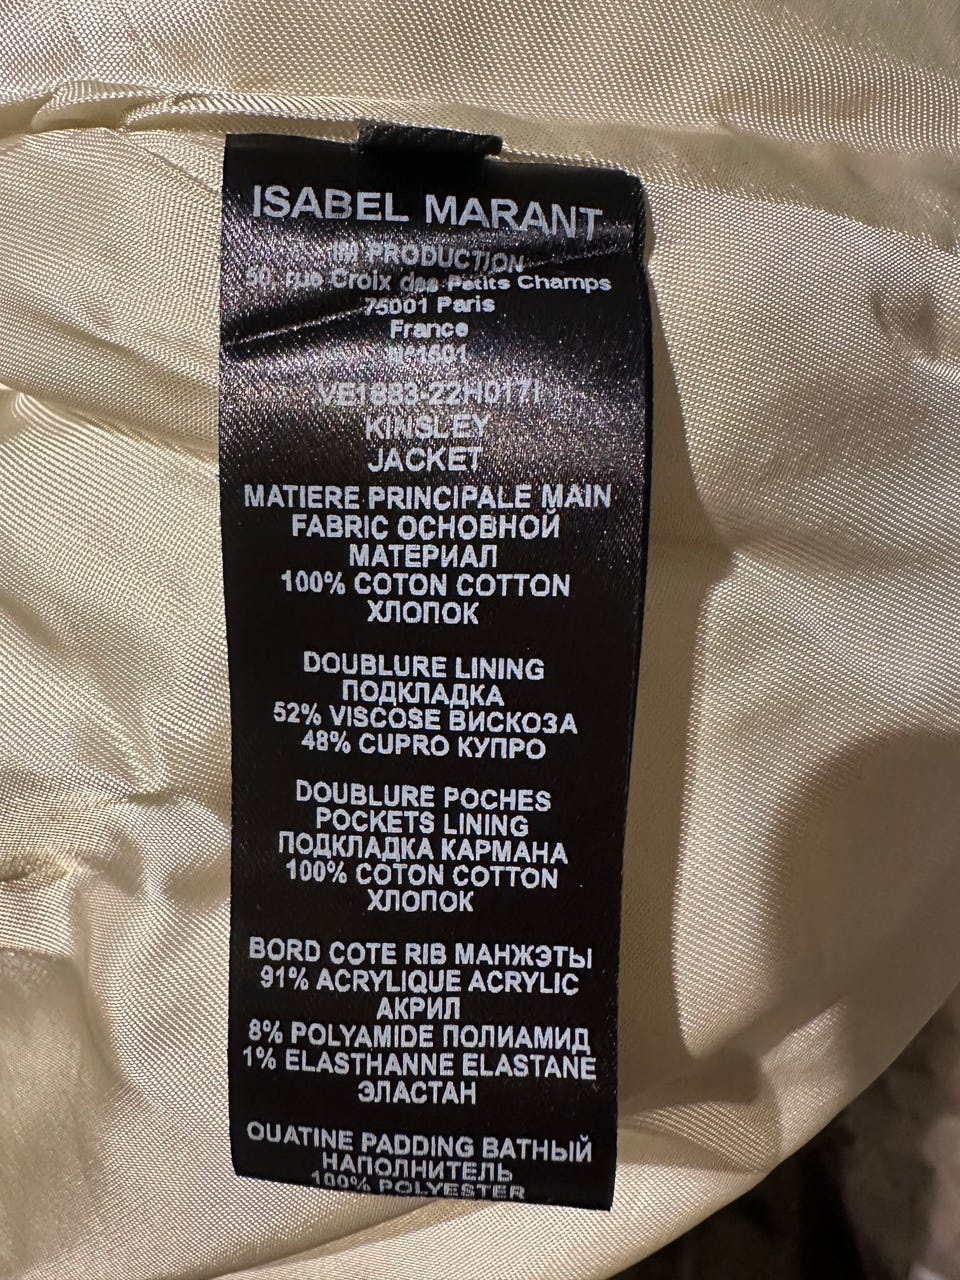 ISABEL MARANT
IM PRODUCTION
50, rue Croix des Petits Champs
75001 Paris
France
VE1883-22H017I
KINSLEY
JACKET
MATIERE PRINCIPALE MAIN
FABRIC ОСНОВНОЙ
МАТЕРИАЛ
100% COTON COTTON
ХЛОПОК
DOUBLURE LINING
ПОДКЛАДКА
52% VISCOSE ВИСКОЗА
48% CUPRO КУПРО
DOUBLURE POCHES
POCKETS LINING
ПОДКЛАДКА КАРМАНА
100% COTON COTTON
ХЛОПОК
BORD COTE RIB МАНЖЭТЫ
91% ACRYLIQUE ACRYLIC
АКРИЛ
8% POLYAMIDE ПОЛИАМИД
1% ELASTHANNE ELASTANE
ЭЛАСТАН
OUATINE PADDING ВАТНЫЙ
НАПОЛНИТЕЛЬ
100% POLYESTER